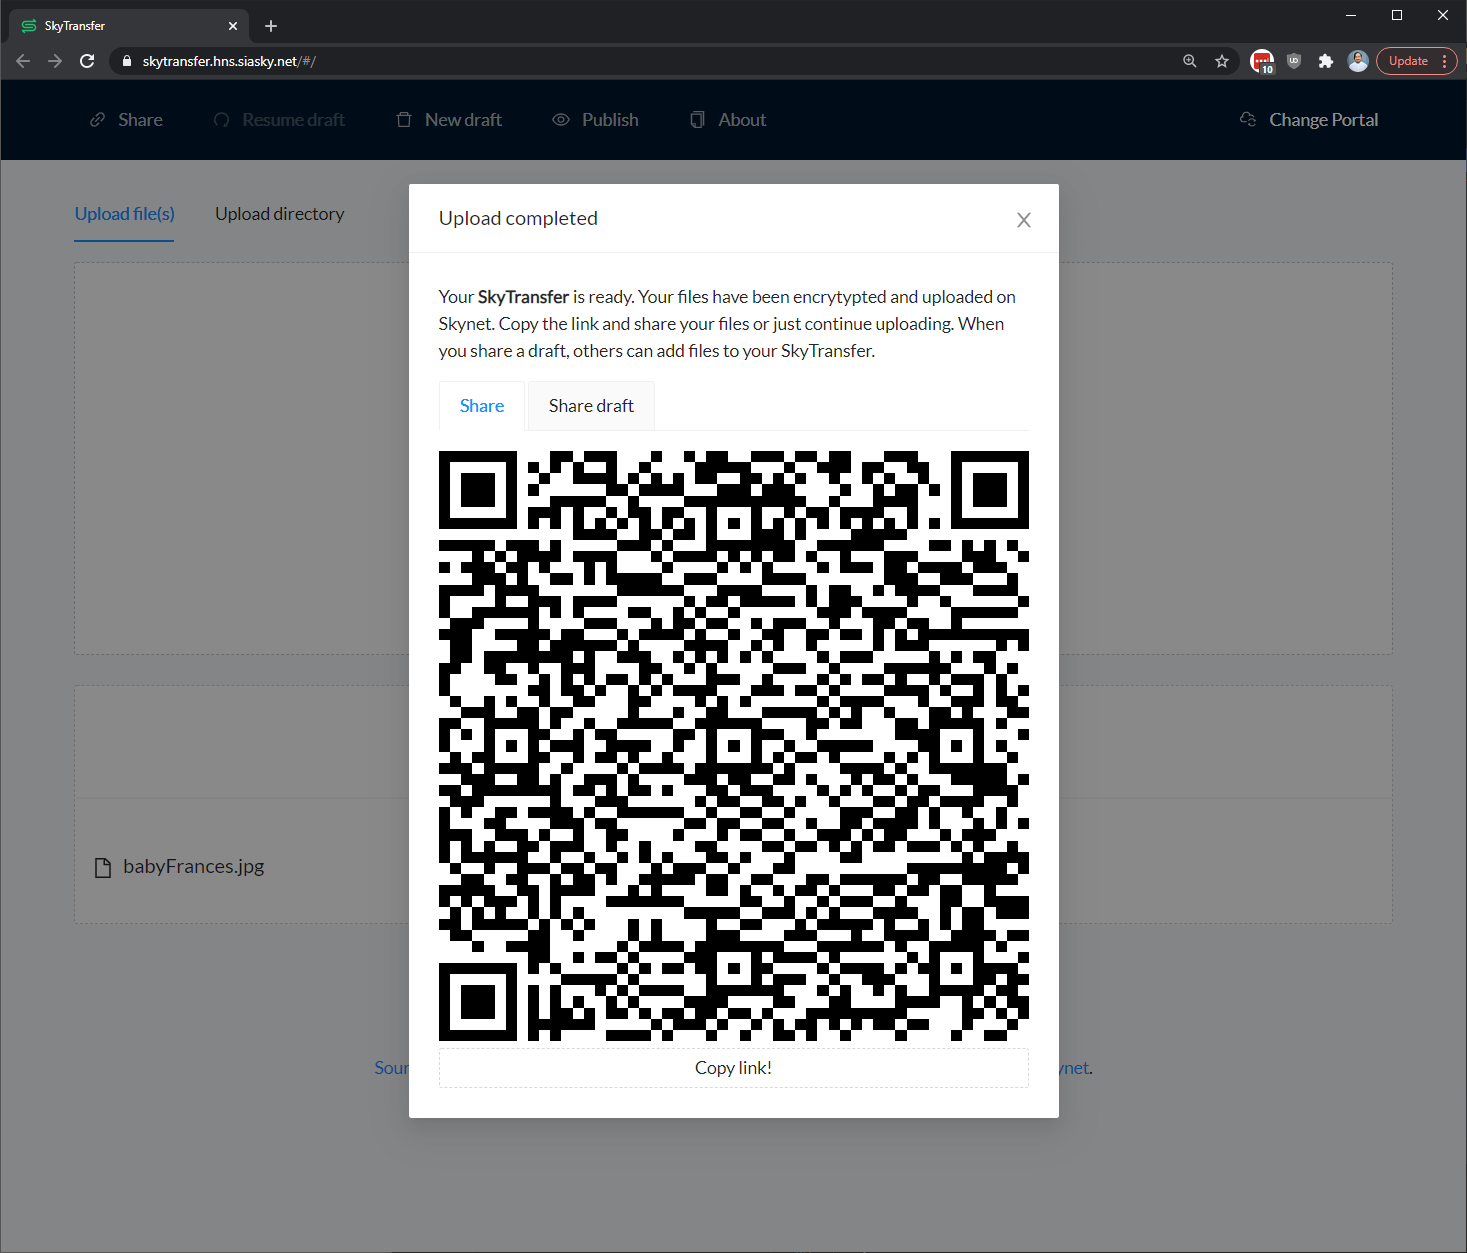 SkyTransfer
skytransfer.hns.siasky.net/#/
10
UD
Update
Share
Resume draft
New draft
Publish
About
Change Portal
Upload file(s)
Upload directory
Upload completed
Your SkyTransfer is ready. Your files have been encrytypted and uploaded on
Skynet. Copy the link and share your files or just continue uploading. When
you share a draft, others can add files to your SkyTransfer.
Share
Share draft
babyFrances.jpg
Sour
ynet.
Copy link!